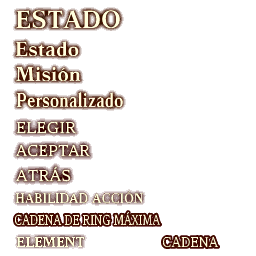 ESTADO
Estado
Misión
Personalizado
ELEGIR
ACEPTAR
ATRÁS
HABILIDAD ACCIÓN
CADENA DE RING MÁXIMA
ELEMENT CADENA